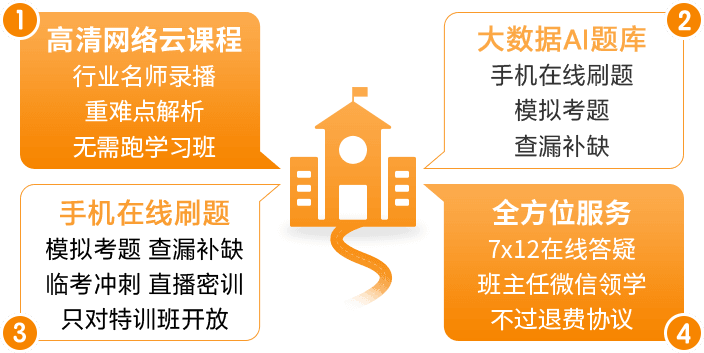 1
高清网络云课程
行业名师录播
重难点解析
无需跑学习班
2
大数据AI题库
手机在线刷题
模拟考题
查漏补缺
3
手机在线刷题
模拟考题 查漏补缺
临考冲刺 直播密训
只对特训班开放
4
全方位服务
7x12在线答疑
班主任微信领学
不过退费协议